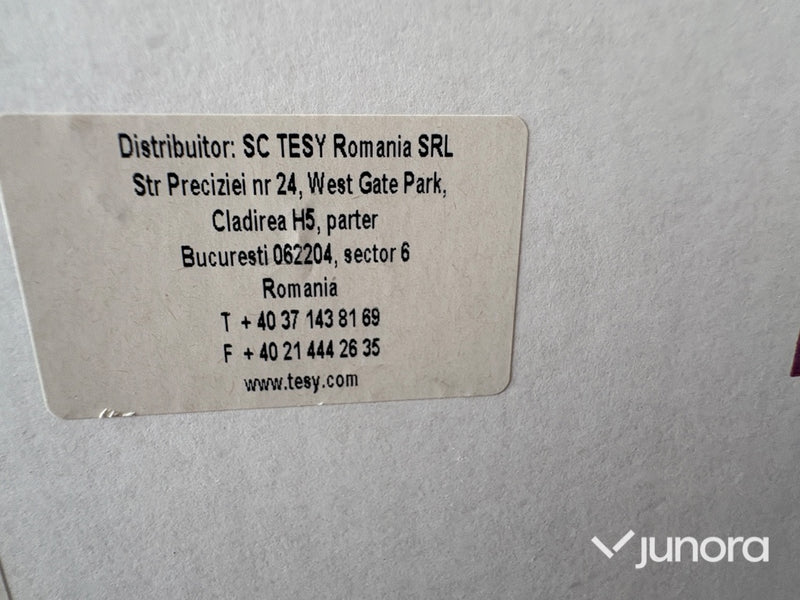 Distribuitor: SC TESY Romania SRL
Str Preciziei nr 24, West Gate Park,
Cladirea H5, parter
Bucuresti 062204, sector 6
Romania
T + 40 37 143 81 69
F + 40 21 444 26 35
www.tesy.com
junora